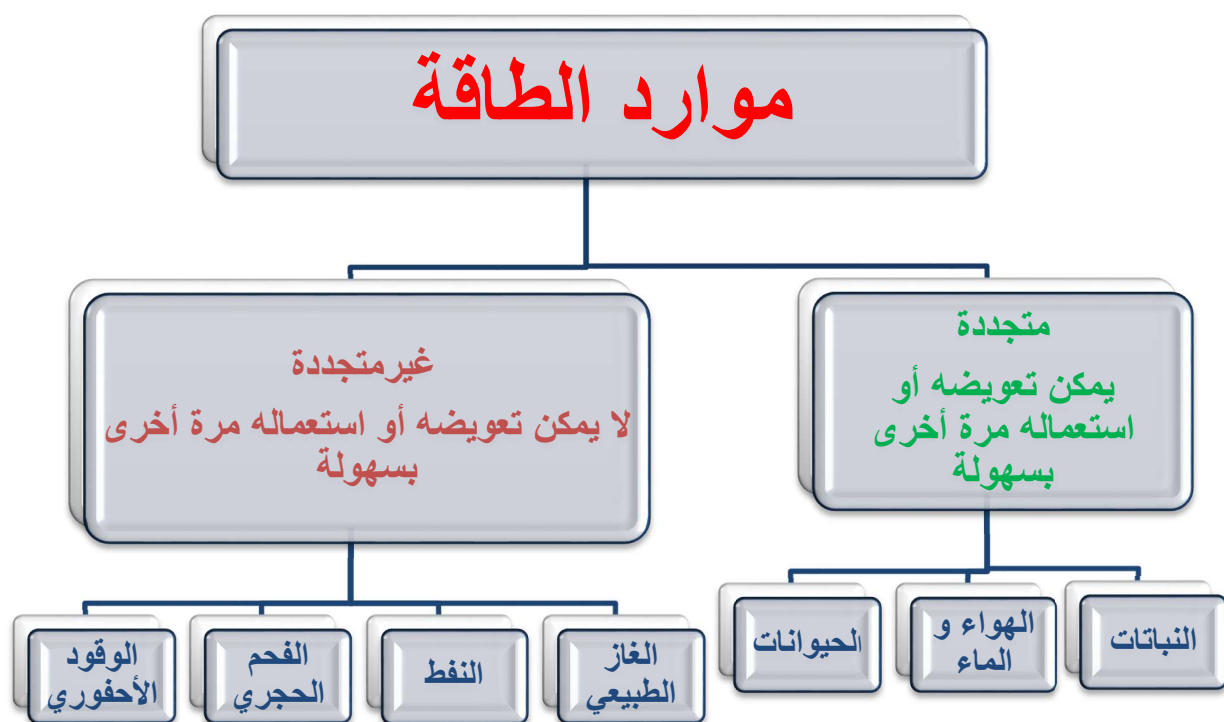 موارد الطاقة
متجددة
يمكن تعويضه أو
استعماله مرة أخرى
بسهولة
غيرمتجددة
لا يمكن تعويضه أو استعماله مرة أخرى
بسهولة
النباتات
الهواء و
الماء
الحيوانات
الغاز
الطبيعي
النفط
الفحم
الحجري
الوقود
الأحفوري